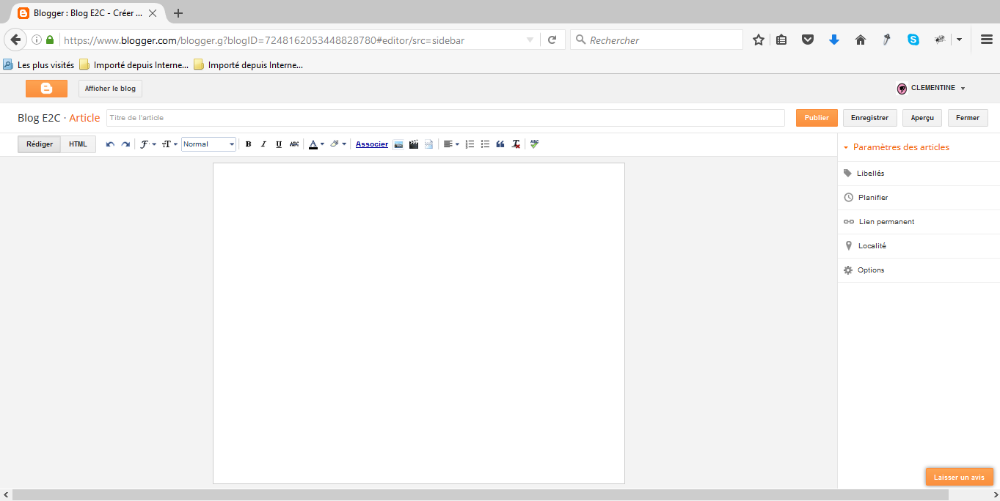 Blogger : Blog E2C - Créer ...
https://www.blogger.com/blogger.g?blogID=7248162053448828780#editor/src=sidebar
Rechercher
Les plus visités Importé depuis Interne... Importé depuis Interne...
Afficher le blog
CLEMENTINE
Blog E2C · Article
Titre de l'article
Publier Enregistrer Aperçu Fermer
Rédiger HTML
Normal
B I U ABC A
Associer
Paramètres des articles
Libellés
Planifier
Lien permanent
Localité
Options
Laisser un avis